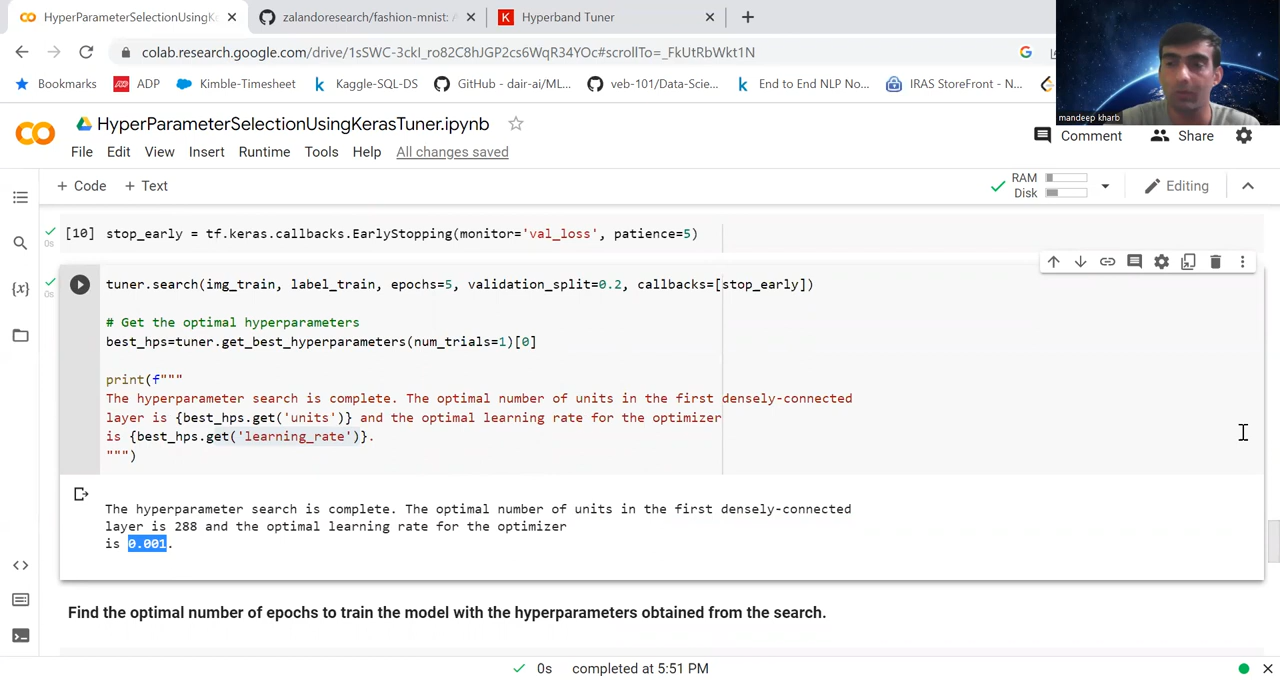 HyperParameterSelectionUsingKe
zalandoresearch/fashion-mnist: A
Hyperband Tuner
colab.research.google.com/drive/1sSWC-3ckI_ro82C8hJGP2cs6WqR34YOc#scrollTo=_FkUtRbWkt1N
Bookmarks
ADP
Kimble-Timesheet
Kaggle-SQL-DS
GitHub - dair-ai/ML...
veb-101/Data-Scie...
End to End NLP No...
IRAS StoreFront - N...
mandeep kharb
HyperParameterSelectionUsingKerasTuner.ipynb
Comment
Share
File Edit View Insert Runtime Tools Help All changes saved
+ Code + Text
RAM
Disk
Editing
[10] stop_early = tf.keras.callbacks.EarlyStopping(monitor='val_loss', patience=5)
0s
tuner.search(img_train, label_train, epochs=5, validation_split=0.2, callbacks=[stop_early])
0s
# Get the optimal hyperparameters
best_hps=tuner.get_best_hyperparameters(num_trials=1)[0]
print(f"""
The hyperparameter search is complete. The optimal number of units in the first densely-connected
layer is {best_hps.get('units')} and the optimal learning rate for the optimizer
is {best_hps.get('learning_rate')}.
""")
The hyperparameter search is complete. The optimal number of units in the first densely-connected
layer is 288 and the optimal learning rate for the optimizer
is 0.001.
Find the optimal number of epochs to train the model with the hyperparameters obtained from the search.
0s completed at 5:51 PM